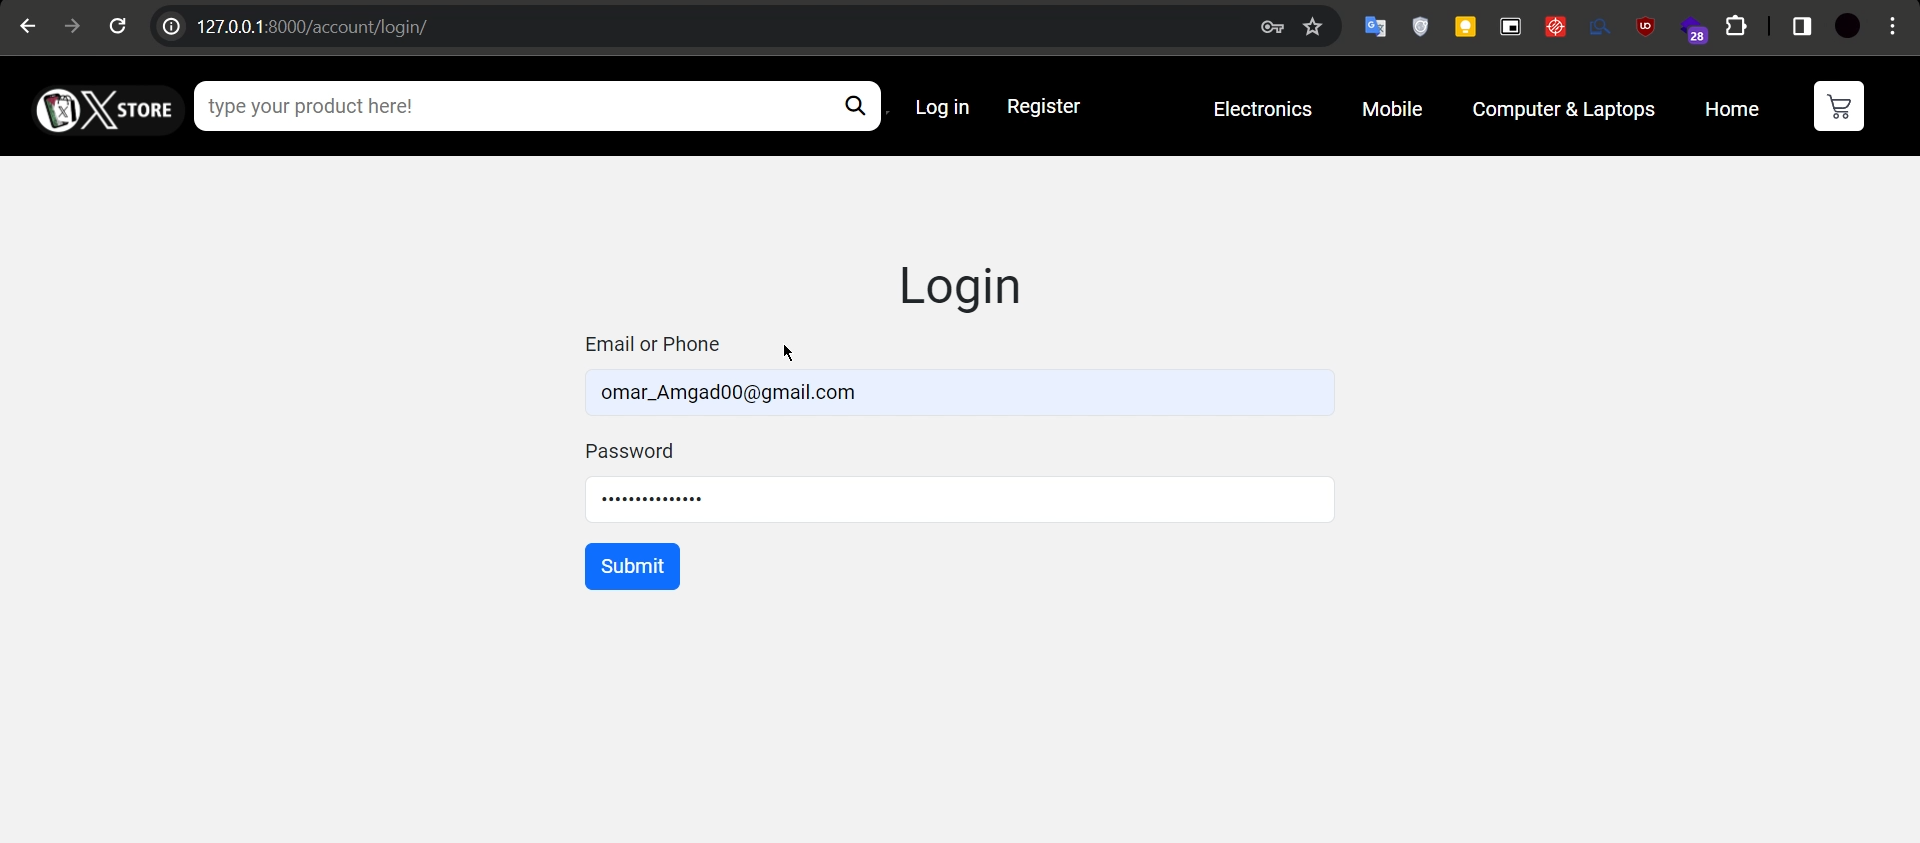 127.0.0.1:8000/account/login/
28
X STORE
type your product here!
Log in
Register
Electronics
Mobile
Computer & Laptops
Home
Login
Email or Phone
omar_Amgad00@gmail.com
Password
•••••••••••••••
Submit